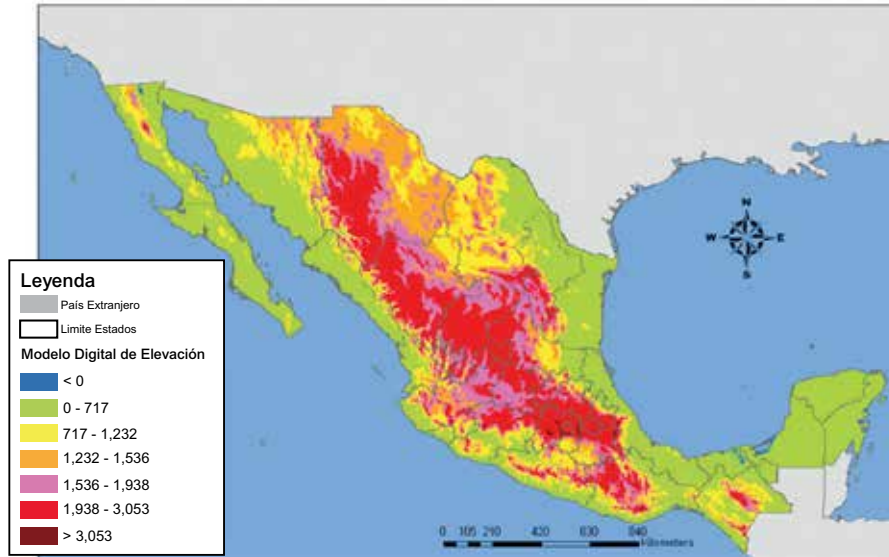 N
W E
S
Leyenda
País Extranjero
Limite Estados
Modelo Digital de Elevación
< 0
0 - 717
717 - 1,232
1,232 - 1,536
1,536 - 1,938
1,938 - 3,053
> 3,053
0 105 210 420 630 840
Kilometers